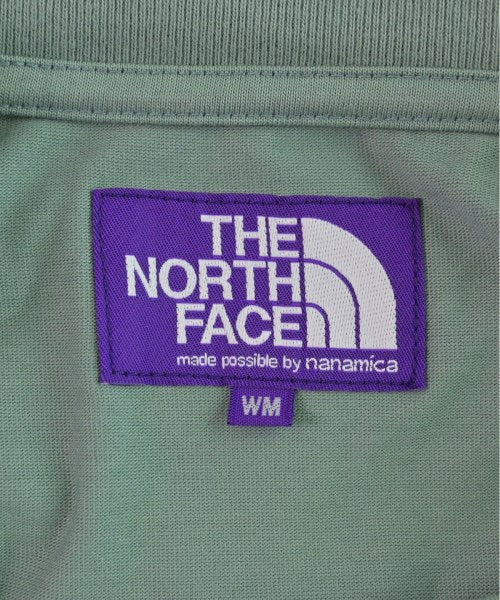 THE
NORTH
FACE
made possible by nanamica
WM